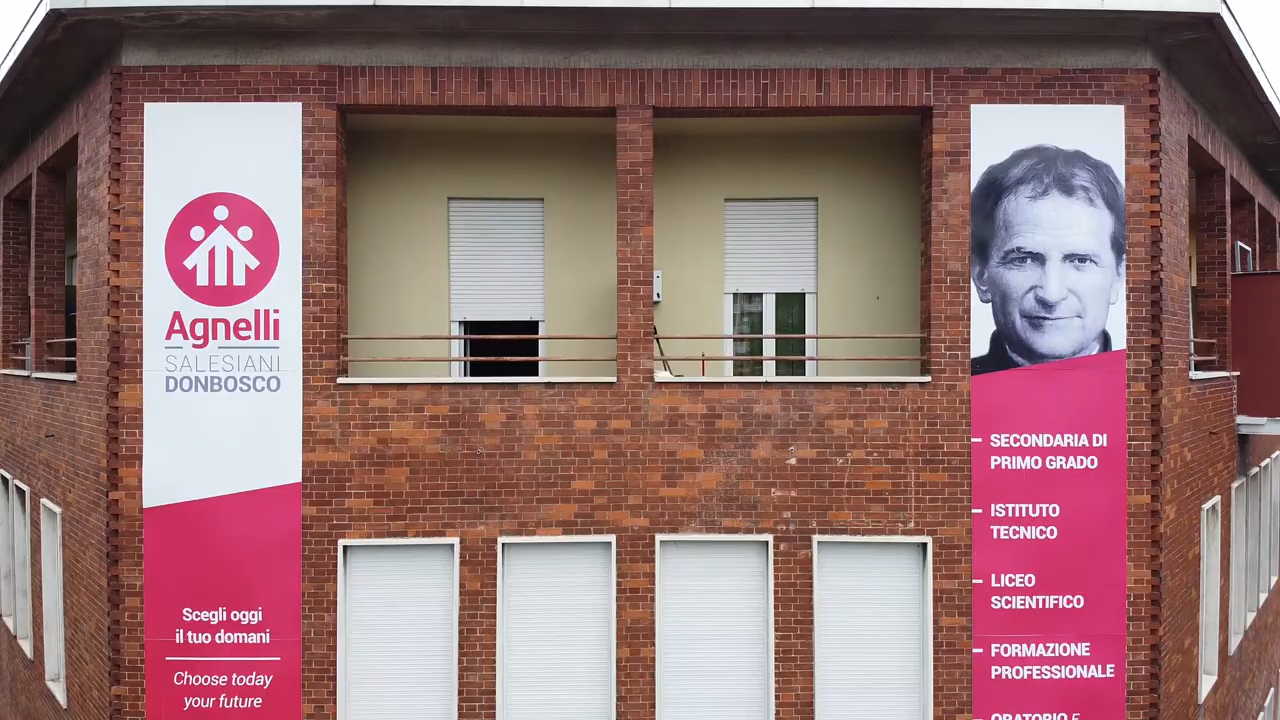 Agnelli
SALESIANI
DONBOSCO
Scegli oggi
il tuo domani
Choose today
your future
SECONDARIA DI
PRIMO GRADO
ISTITUTO
TECNICO
LICEO
SCIENTIFICO
FORMAZIONE
PROFESSIONALE
ORATORIO E